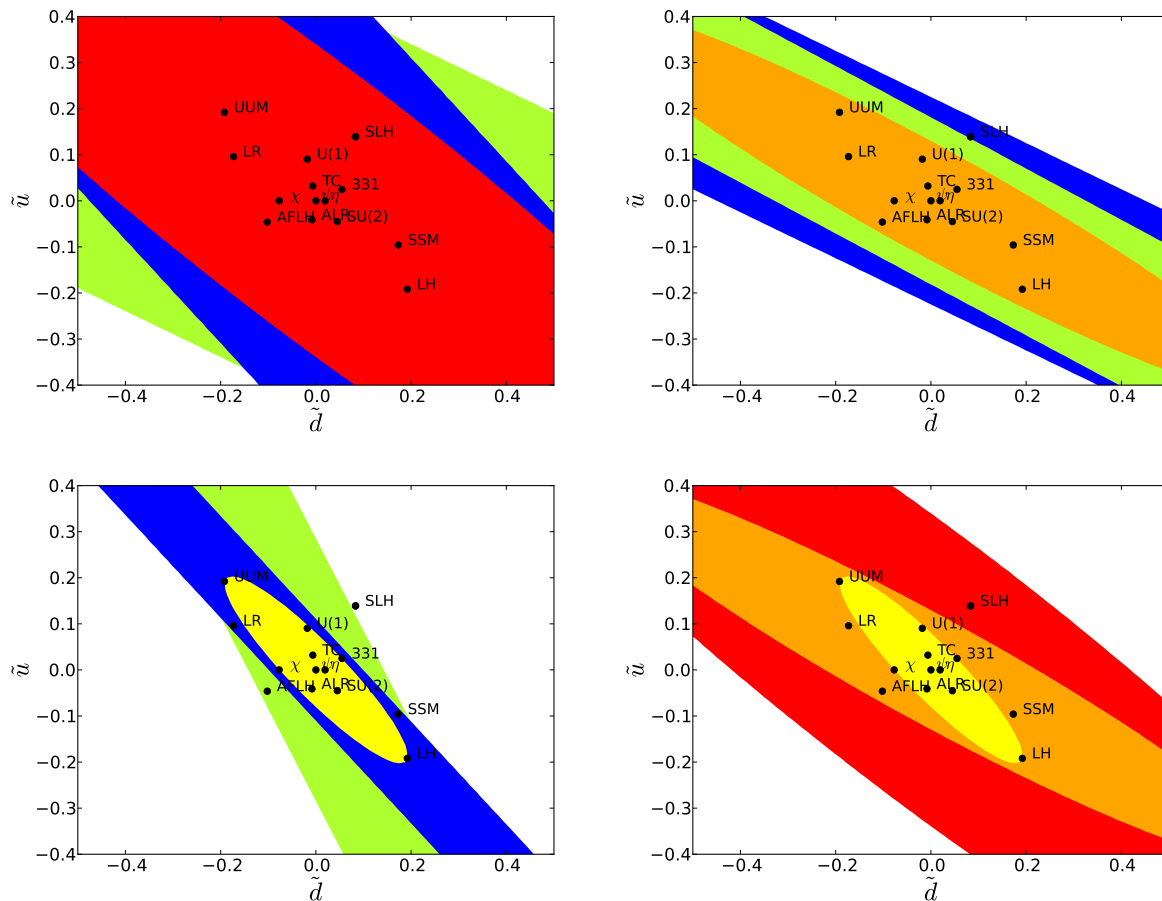 0.4 0.4
0.3 0.3
0.2 UUM 0.2 UUM
SLH SLH
0.1 LR U(1) 0.1 LR U(1)
TC 331 TC 331
ũ 0.0 χ ψ η ũ 0.0 χ ψ η
AFLH ALR SU(2) AFLH ALR SU(2)
−0.1 SSM −0.1 SSM
−0.2 LH −0.2 LH
−0.3 −0.3
−0.4 −0.4
−0.4 −0.2 0.0 0.2 0.4 −0.4 −0.2 0.0 0.2 0.4
d̃ d̃
0.4 0.4
0.3 0.3
0.2 UUM 0.2 UUM
SLH SLH
0.1 LR U(1) 0.1 LR U(1)
TC 331 TC 331
ũ 0.0 χ ψ η ũ 0.0 χ ψ η
AFLH ALR SU(2) AFLH ALR SU(2)
−0.1 SSM −0.1 SSM
−0.2 LH −0.2 LH
−0.3 −0.3
−0.4 −0.4
−0.4 −0.2 0.0 0.2 0.4 −0.4 −0.2 0.0 0.2 0.4
d̃ d̃